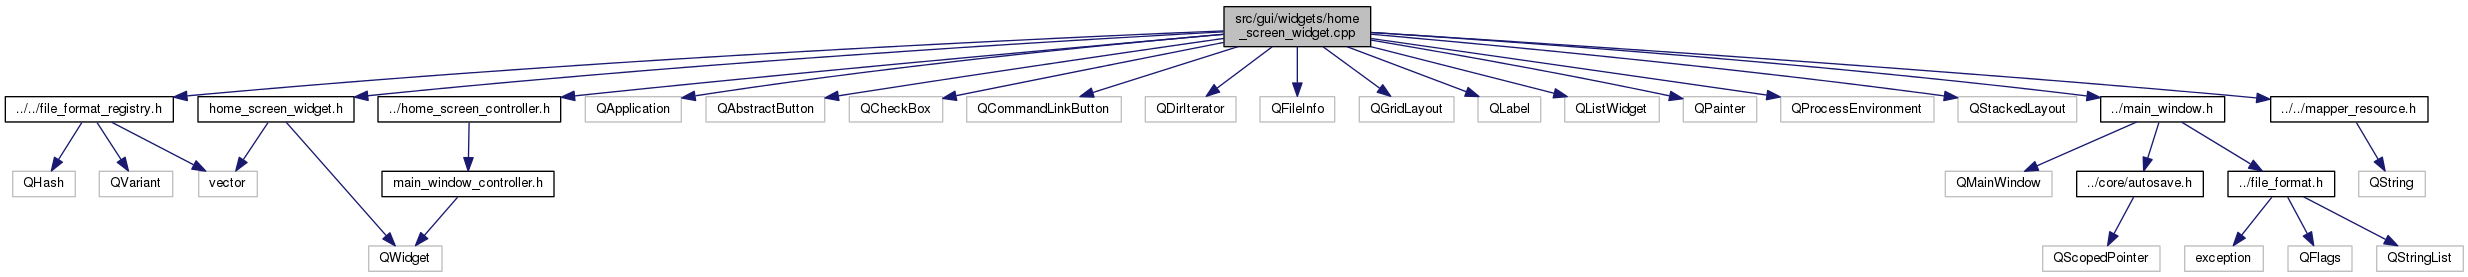 src/gui/widgets/home
_screen_widget.cpp
../../file_format_registry.h
home_screen_widget.h
../home_screen_controller.h
QApplication
QAbstractButton
QCheckBox
QCommandLinkButton
QDirIterator
QFileInfo
QGridLayout
QLabel
QListWidget
QPainter
QProcessEnvironment
QStackedLayout
../main_window.h
../../mapper_resource.h
QHash
QVariant
vector
main_window_controller.h
QMainWindow
../core/autosave.h
../file_format.h
QString
QWidget
QScopedPointer
exception
QFlags
QStringList